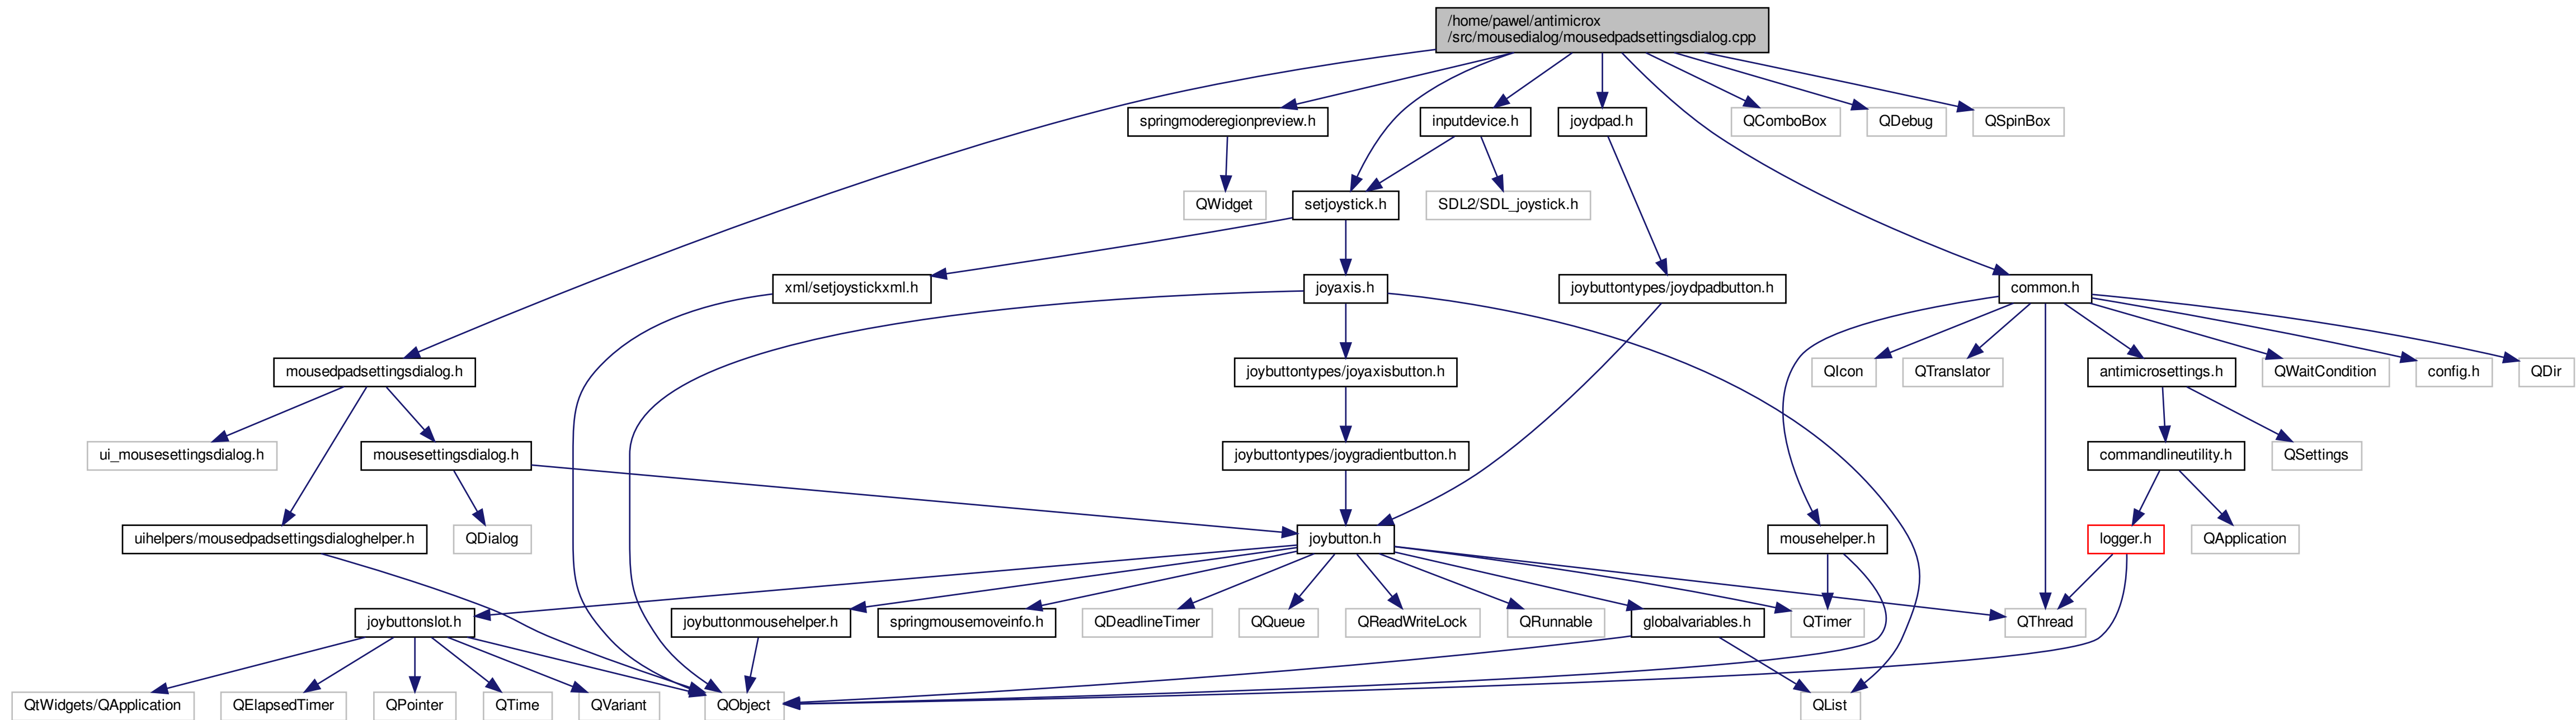 /home/pawel/antimicrox
/src/mousedialog/mousedpadsettingsdialog.cpp
springmoderegionpreview.h
inputdevice.h
joydpad.h
QComboBox
QDebug
QSpinBox
QWidget
setjoystick.h
SDL2/SDL_joystick.h
xml/setjoystickxml.h
joyaxis.h
joybuttontypes/joydpadbutton.h
common.h
mousedpadsettingsdialog.h
joybuttontypes/joyaxisbutton.h
QIcon
QTranslator
antimicrosettings.h
QWaitCondition
config.h
QDir
ui_mousesettingsdialog.h
mousesettingsdialog.h
joybuttontypes/joygradientbutton.h
commandlineutility.h
QSettings
uihelpers/mousedpadsettingsdialoghelper.h
QDialog
joybutton.h
mousehelper.h
logger.h
QApplication
joybuttonslot.h
joybuttonmousehelper.h
springmousemoveinfo.h
QDeadlineTimer
QQueue
QReadWriteLock
QRunnable
globalvariables.h
QTimer
QThread
QtWidgets/QApplication
QElapsedTimer
QPointer
QTime
QVariant
QObject
QList